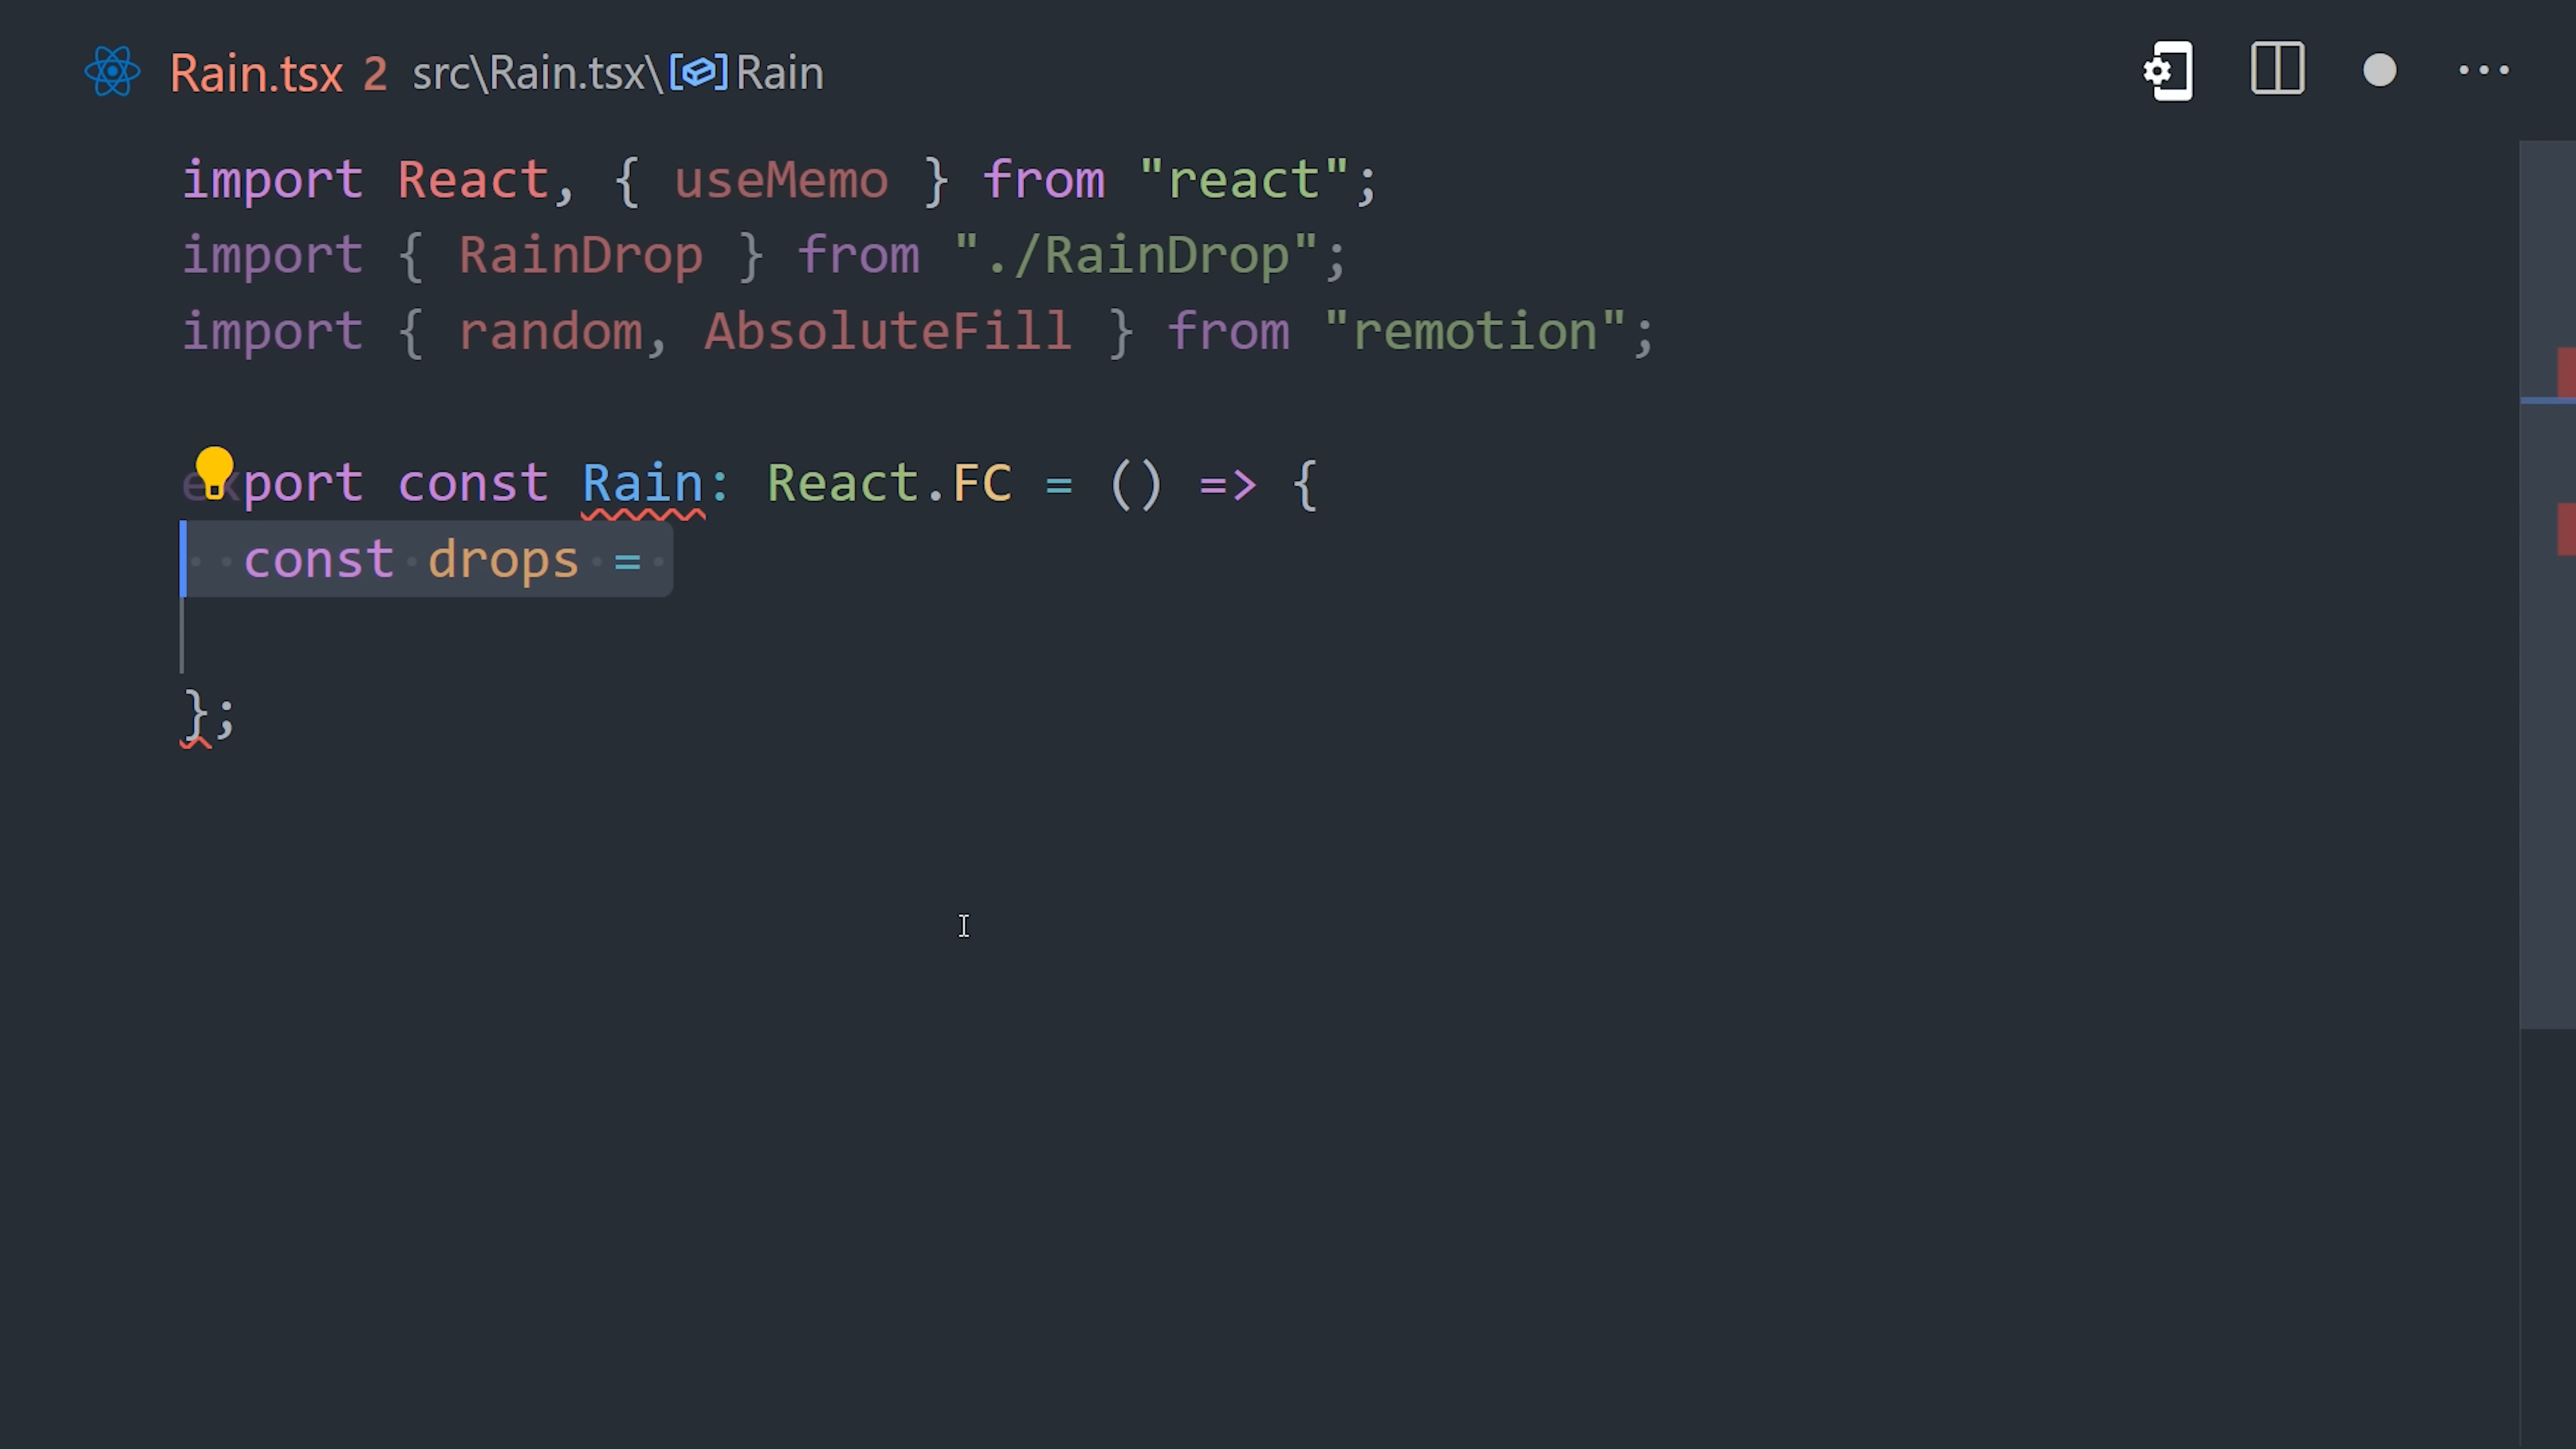 Rain.tsx 2 src\Rain.tsx\Rain
import React, { useMemo } from "react";
import { RainDrop } from "./RainDrop";
import { random, AbsoluteFill } from "remotion";
export const Rain: React.FC = () => {
const drops =
};